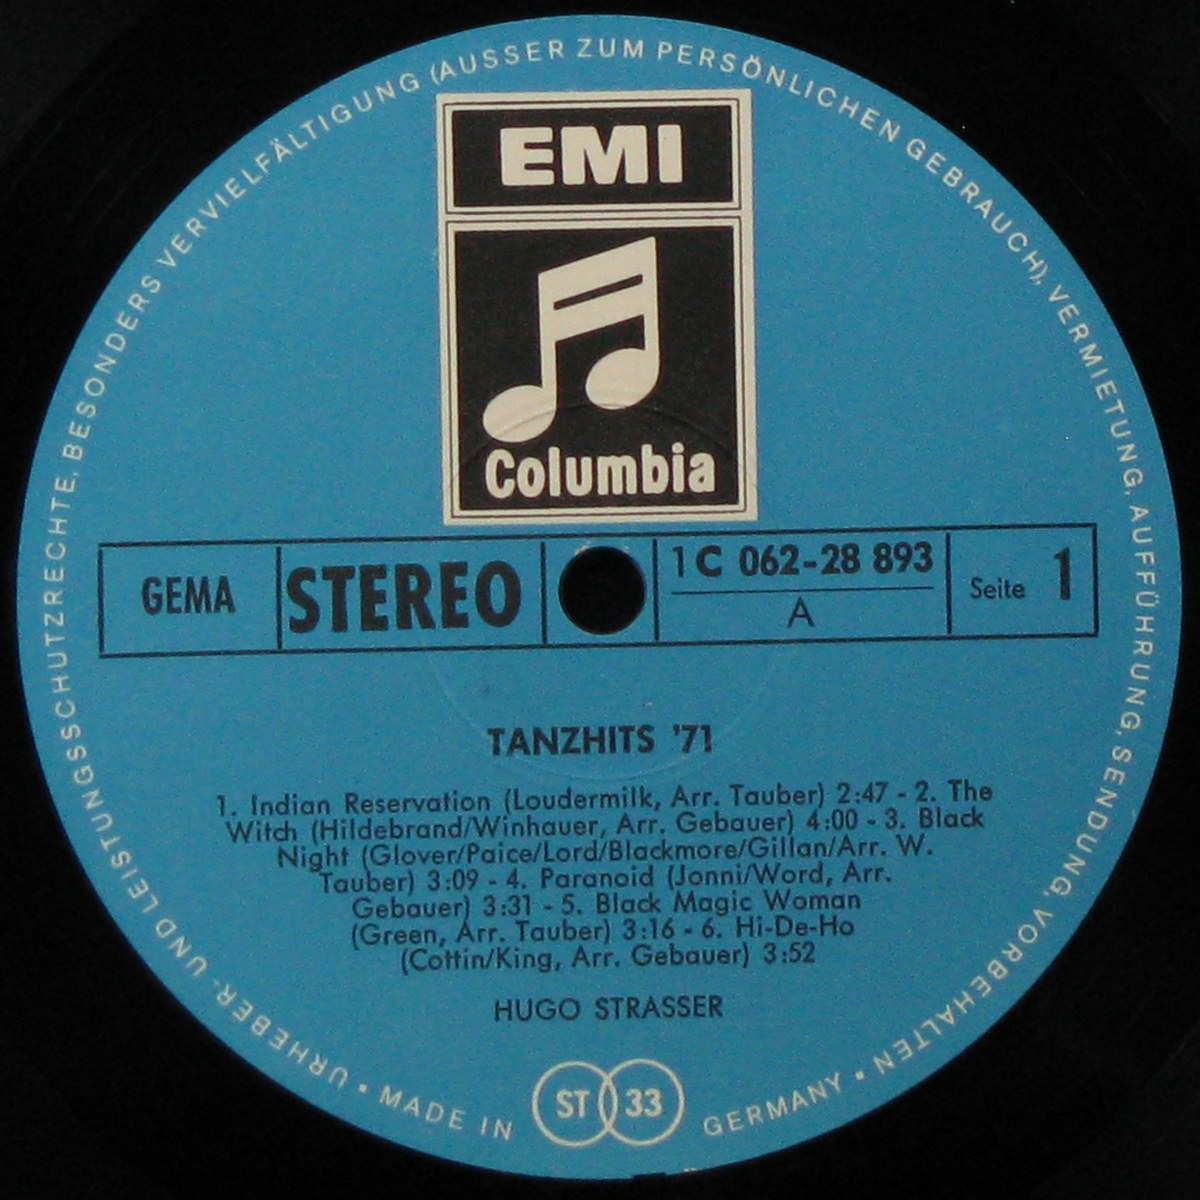 URHEBER- UND LEISTUNGSSCHUTZRECHTE, BESONDERS VERVIELFÄLTIGUNG (AUSSER ZUM PERSÖNLICHEN GEBRAUCH), VERMIETUNG, AUFFÜHRUNG, SENDUNG, VORBEHALTEN
EMI
Columbia
GEMA STEREO 1C 062-28 893 Seite 1
A
TANZHITS '71
1. Indian Reservation (Loudermilk, Arr. Tauber) 2:47 - 2. The
Witch (Hildebrand/Winhauer, Arr. Gebauer) 4:00 - 3. Black
Night (Glover/Paice/Lord/Blackmore/Gillan/Arr. W.
Tauber) 3:09 - 4. Paranoid (Jonni/Word, Arr.
Gebauer) 3:31 - 5. Black Magic Woman
(Green, Arr. Tauber) 3:16 - 6. Hi-De-Ho
(Cottin/King, Arr. Gebauer) 3:52
HUGO STRASSER
• MADE IN ST 33 GERMANY •